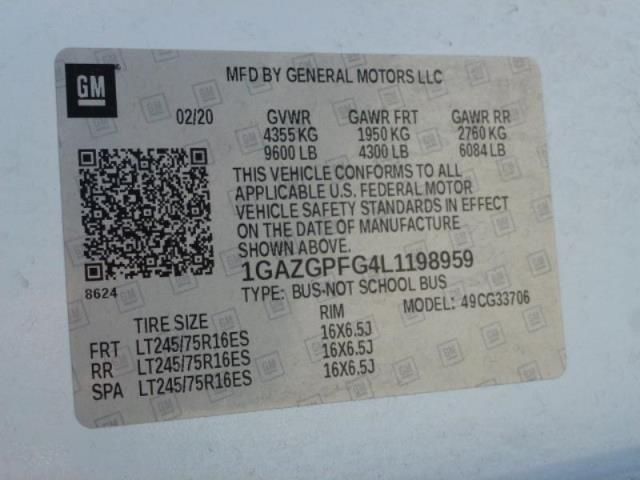 GM
MFD BY GENERAL MOTORS LLC
02/20 GVWR GAWR FRT GAWR RR
4355 KG 1950 KG 2760 KG
9600 LB 4300 LB 6084 LB
THIS VEHICLE CONFORMS TO ALL
APPLICABLE U.S. FEDERAL MOTOR
VEHICLE SAFETY STANDARDS IN EFFECT
ON THE DATE OF MANUFACTURE
SHOWN ABOVE.
1GAZGPFG4L1198959
8624
TYPE: BUS-NOT SCHOOL BUS
MODEL: 49CG33706
TIRE SIZE RIM
FRT LT245/75R16ES 16X6.5J
RR LT245/75R16ES 16X6.5J
SPA LT245/75R16ES 16X6.5J